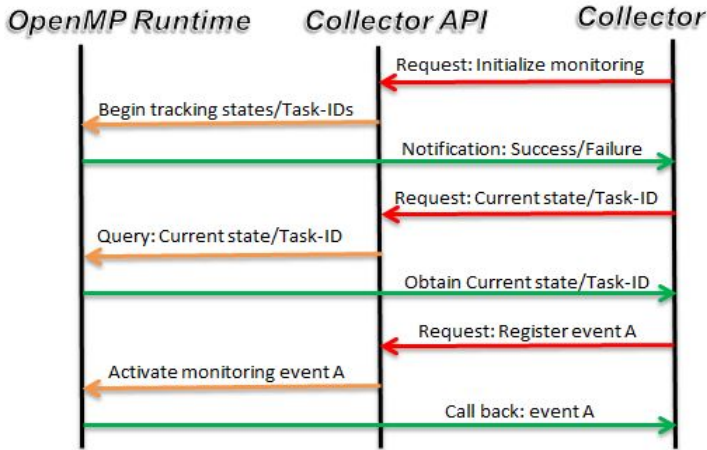 OpenMP Runtime
Collector API
Collector
Request: Initialize monitoring
Begin tracking states/Task-IDs
Notification: Success/Failure
Request: Current state/Task-ID
Query: Current state/Task-ID
Obtain Current state/Task-ID
Request: Register event A
Activate monitoring event A
Call back: event A